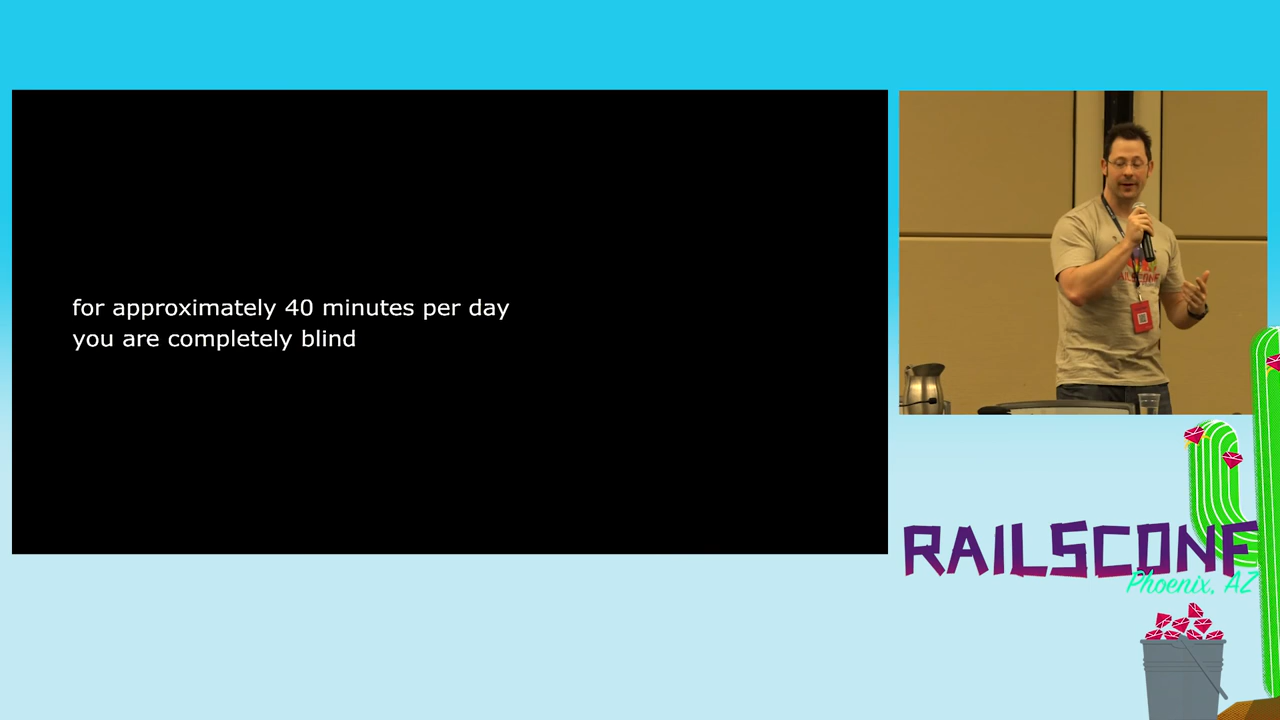 for approximately 40 minutes per day
you are completely blind
RAILSCONF
Phoenix, AZ